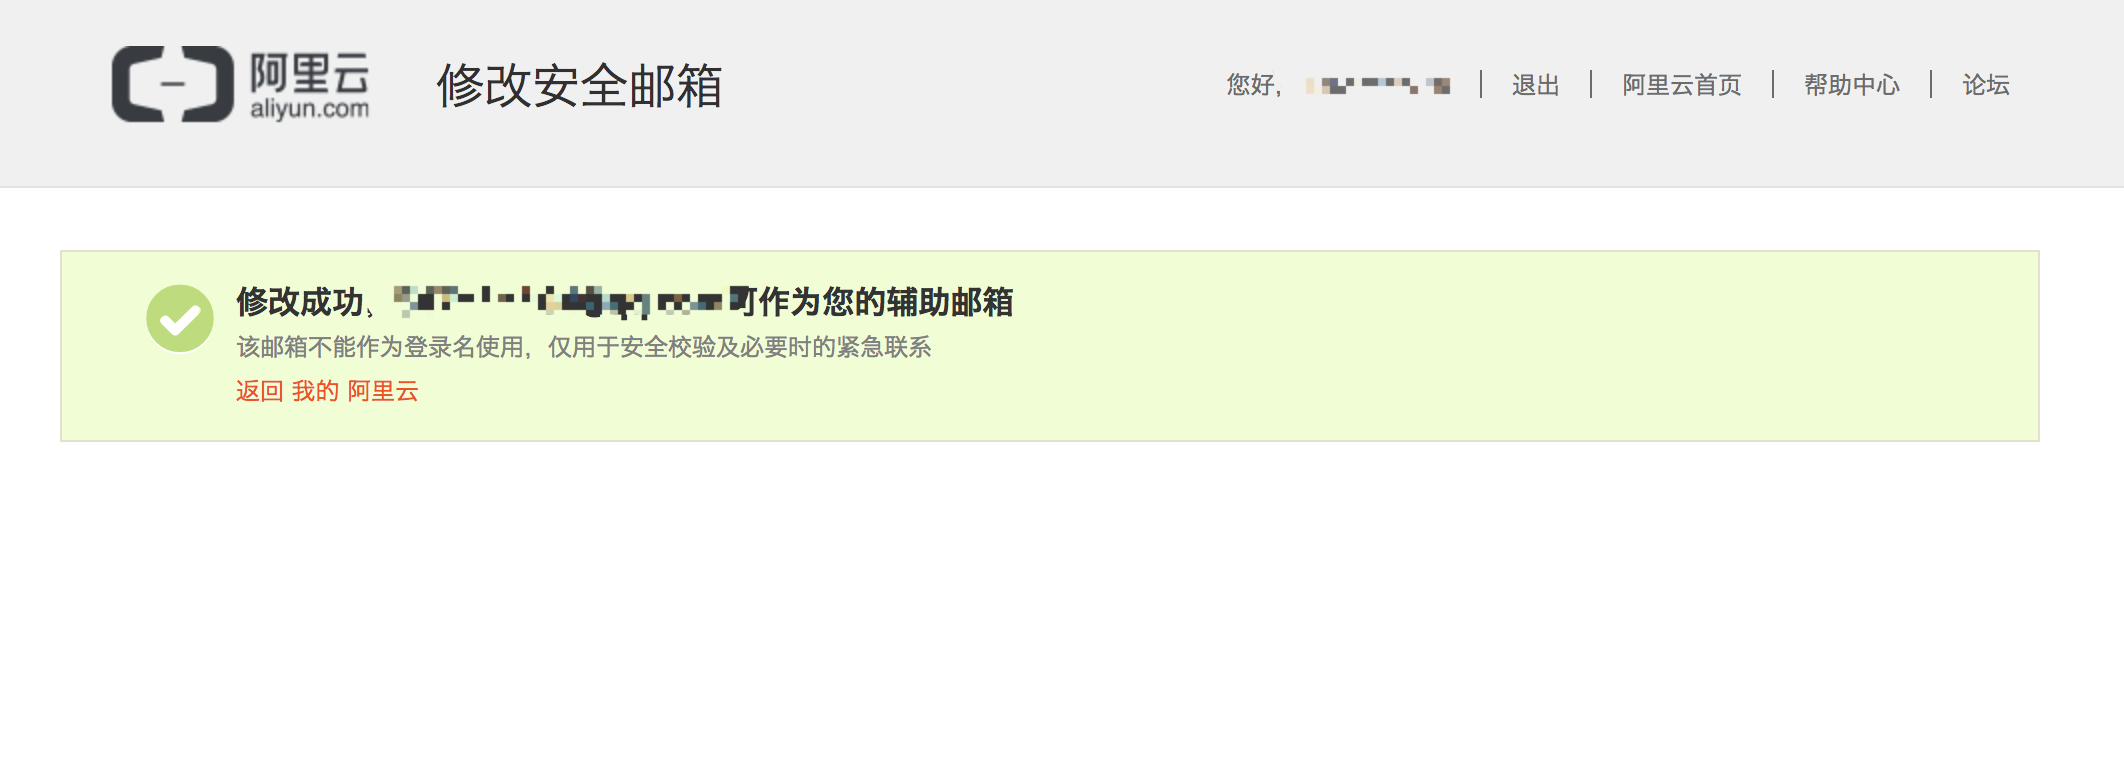 阿里云
aliyun.com
修改安全邮箱
您好,
退出
阿里云首页
帮助中心
论坛
修改成功, 可作为您的辅助邮箱
该邮箱不能作为登录名使用，仅用于安全校验及必要时的紧急联系
返回 我的 阿里云